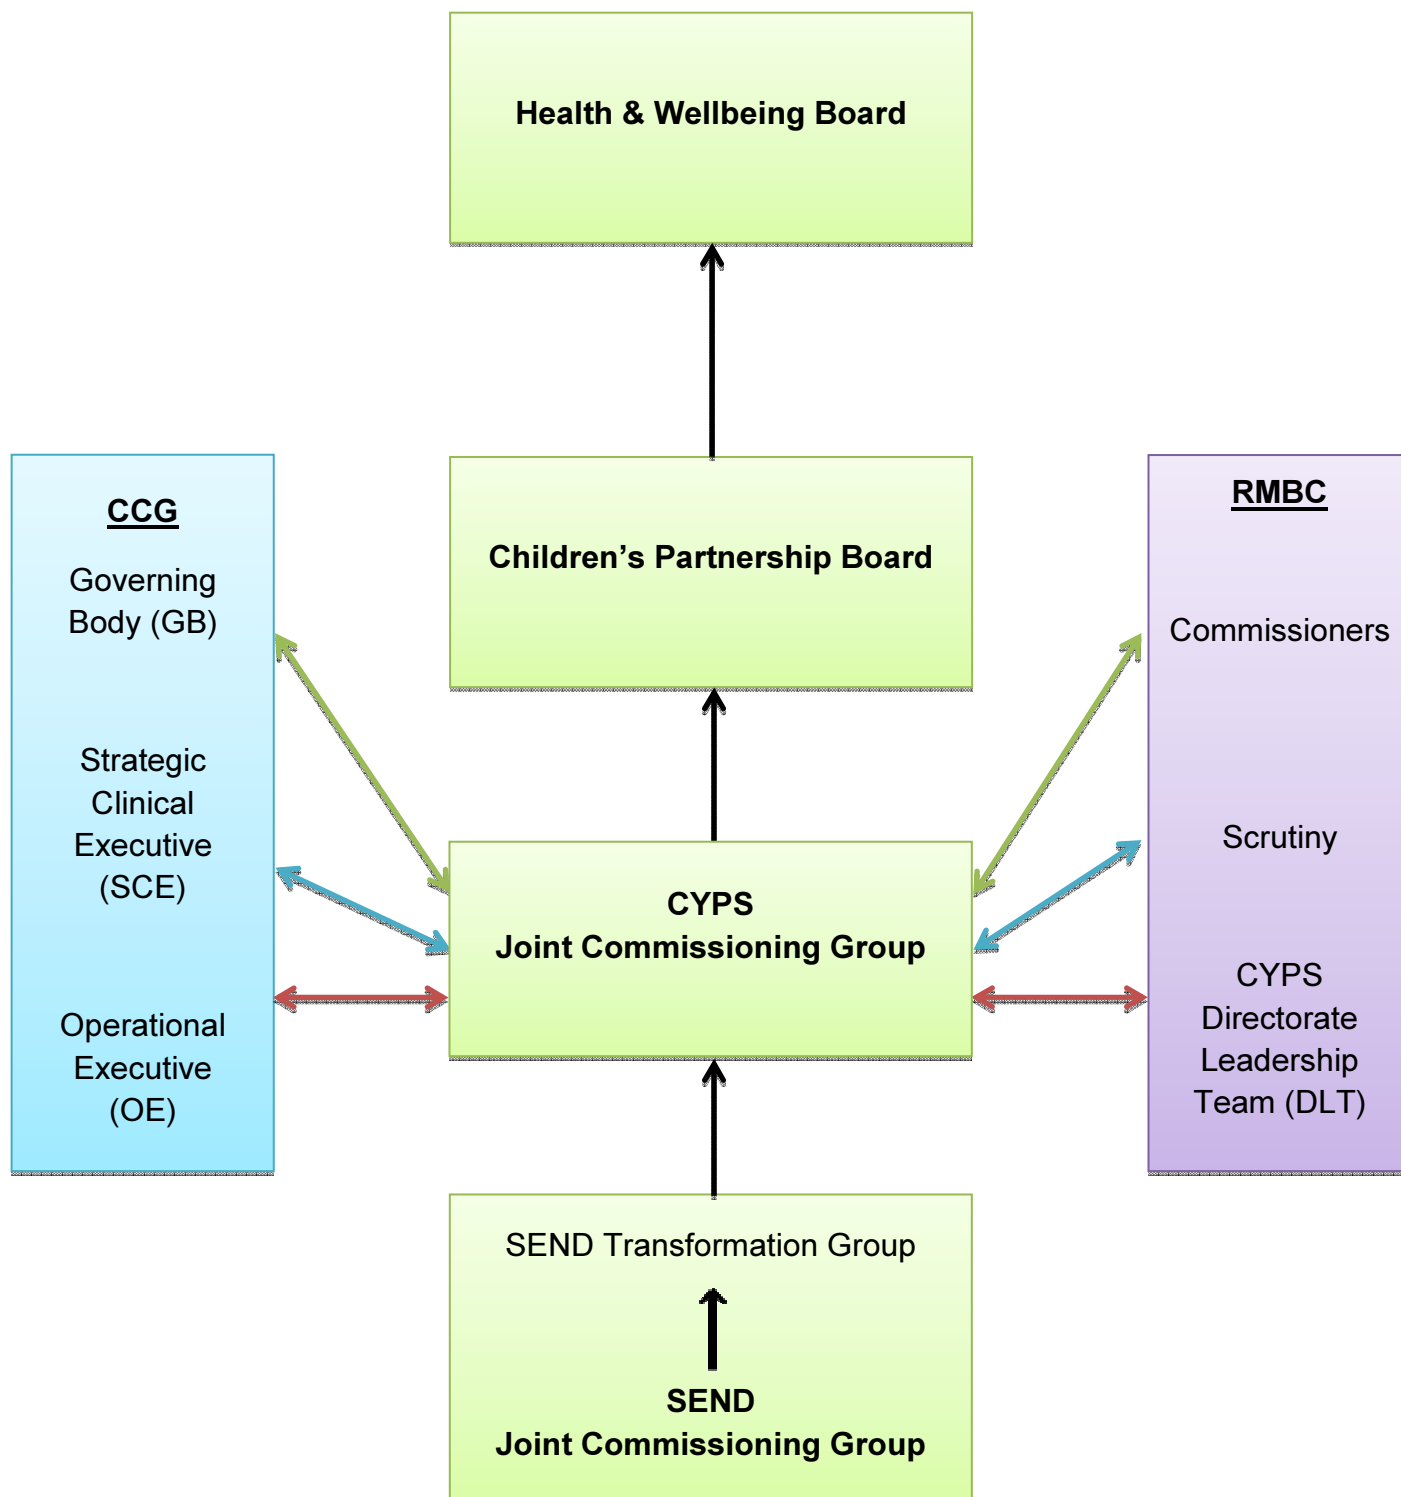 Health & Wellbeing Board
Children’s Partnership Board
CCG
Governing
Body (GB)
Strategic
Clinical
Executive
(SCE)
Operational
Executive
(OE)
CYPS
Joint Commissioning Group
RMBC
Commissioners
Scrutiny
CYPS
Directorate
Leadership
Team (DLT)
SEND Transformation Group
SEND
Joint Commissioning Group